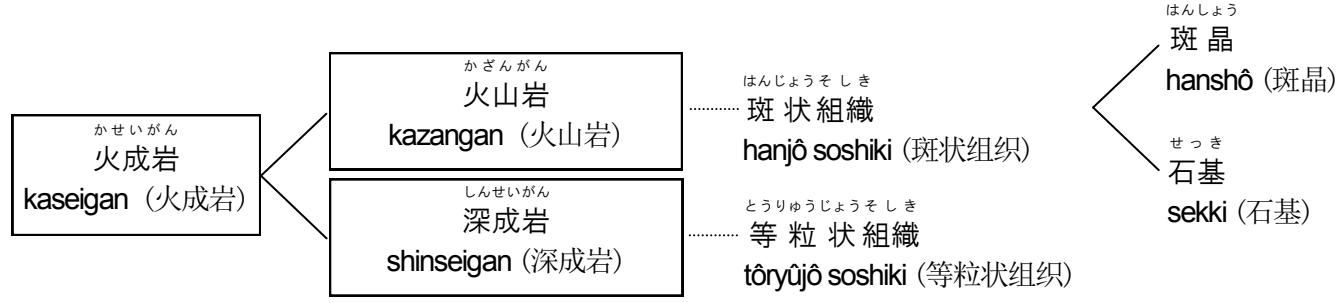 かせいがん
火成岩
kaseigan（火成岩）
かざんがん
火山岩
kazangan（火山岩）
しんせいがん
深成岩
shinseigan（深成岩）
はんじょうそしき
斑状組織
hanjô soshiki（斑状组织）
とうりゅうじょうそしき
等粒状組織
tôryûjô soshiki（等粒状组织）
はんしょう
斑晶
hanshô（斑晶）
せっき
石基
sekki（石基）